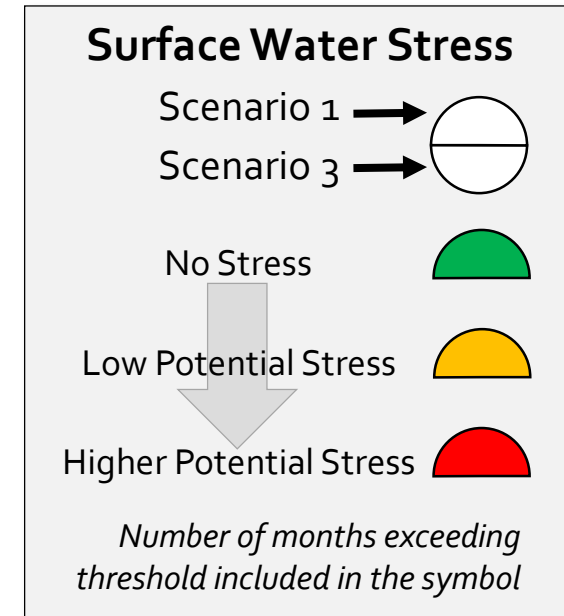 Surface Water Stress
Scenario 1
Scenario 3
No Stress
Low Potential Stress
Higher Potential Stress
Number of months exceeding
threshold included in the symbol